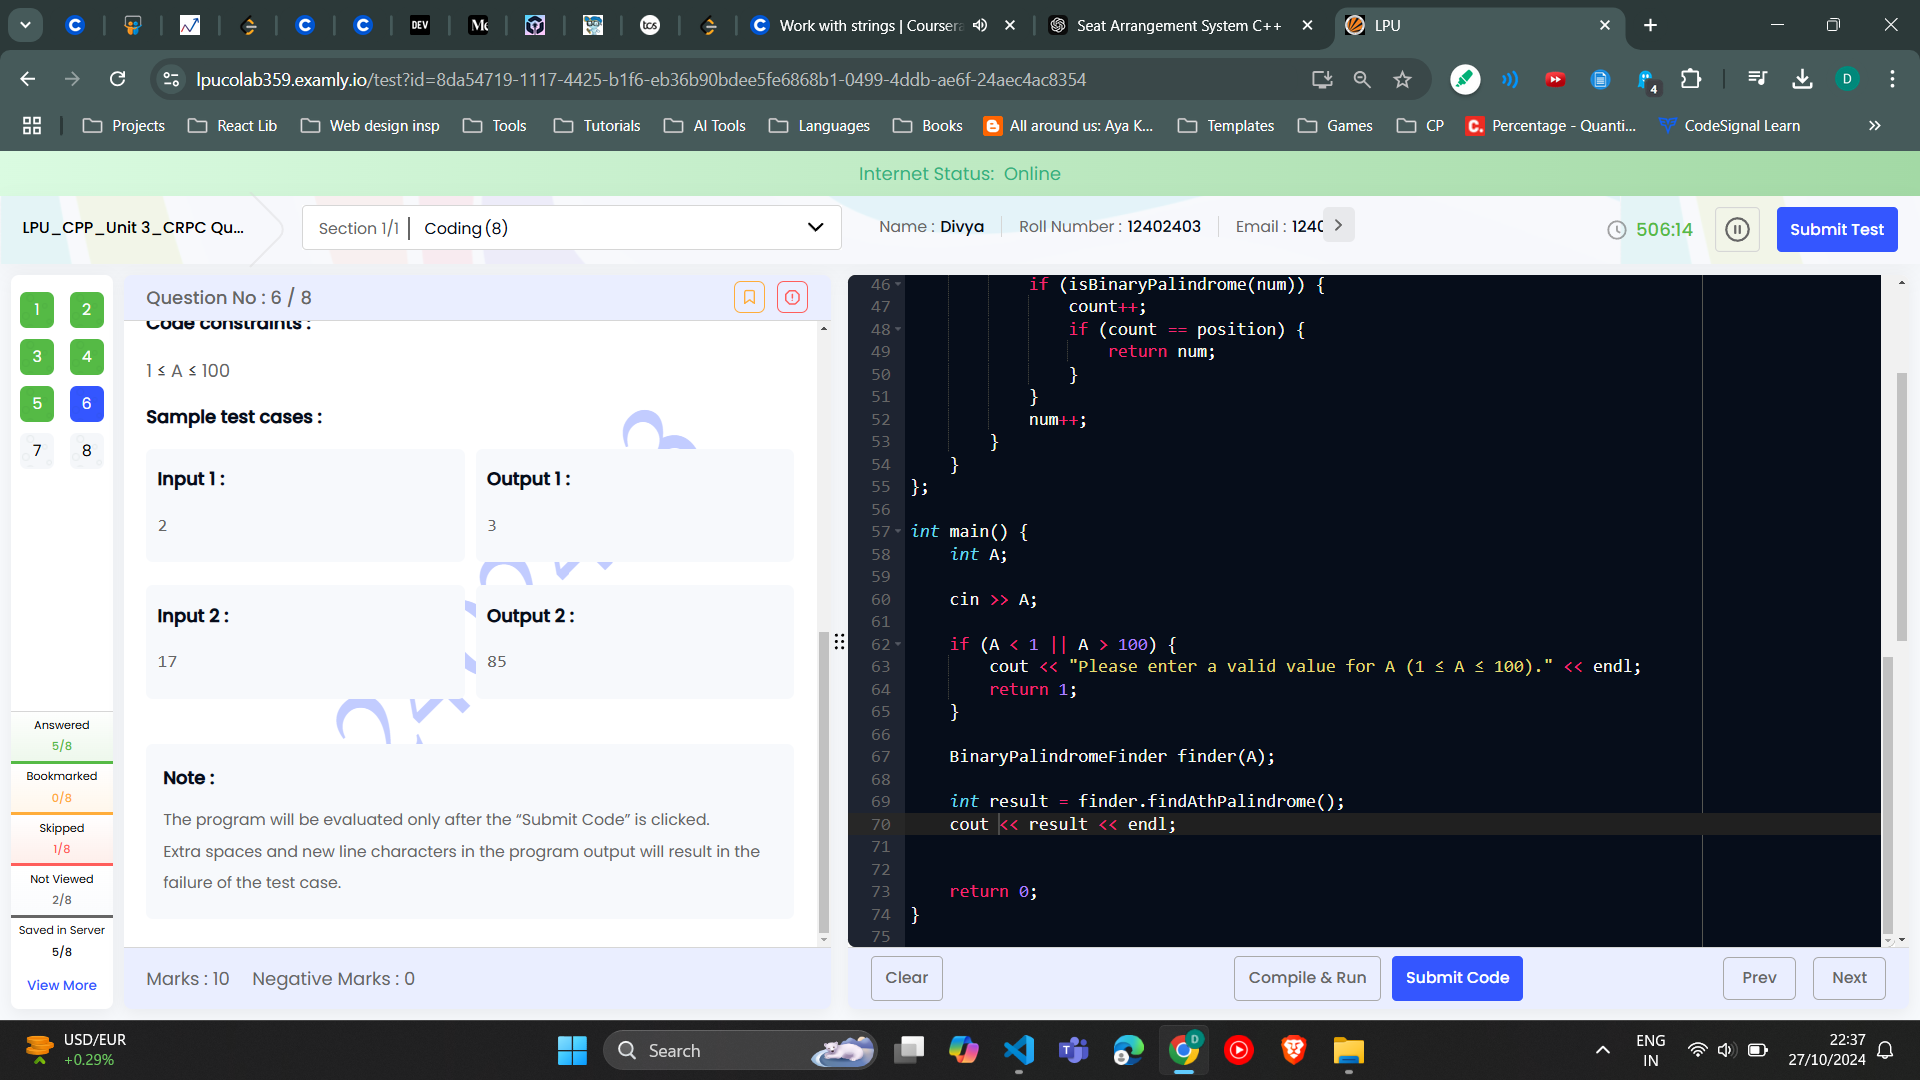 DEV
tcs
Work with strings | Coursera
Seat Arrangement System C++
LPU
lpucolab359.examly.io/test?id=8da54719-1117-4425-b1f6-eb36b90bdee5fe6868b1-0499-4ddb-ae6f-24aec4ac8354
4
D
Projects
React Lib
Web design insp
Tools
Tutorials
AI Tools
Languages
Books
All around us: Aya K...
Templates
Games
CP
Percentage - Quanti...
CodeSignal Learn
Internet Status: Online
LPU_CPP_Unit 3_CRPC Qu...
Section 1/1 | Coding (8)
Name : Divya
Roll Number : 12402403
Email : 1240
506:14
Submit Test
1 2
3 4
5 6
7 8
Answered
5/8
Bookmarked
0/8
Skipped
1/8
Not Viewed
2/8
Saved in Server
5/8
View More
Question No : 6 / 8
Code constraints :
1 ≤ A ≤ 100
Sample test cases :
Input 1 :
2
Output 1 :
3
Input 2 :
17
Output 2 :
85
Note :
The program will be evaluated only after the “Submit Code” is clicked.
Extra spaces and new line characters in the program output will result in the
failure of the test case.
Marks : 10 Negative Marks : 0
46 if (isBinaryPalindrome(num)) {
47 count++;
48 if (count == position) {
49 return num;
50 }
51 }
52 num++;
53 }
54 }
55 };
56
57 int main() {
58 int A;
59
60 cin >> A;
61
62 if (A < 1 || A > 100) {
63 cout << "Please enter a valid value for A (1 ≤ A ≤ 100)." << endl;
64 return 1;
65 }
66
67 BinaryPalindromeFinder finder(A);
68
69 int result = finder.findAthPalindrome();
70 cout << result << endl;
71
72
73 return 0;
74 }
75
Clear
Compile & Run
Submit Code
Prev
Next
USD/EUR
+0.29%
Search
ENG
IN
22:37
27/10/2024